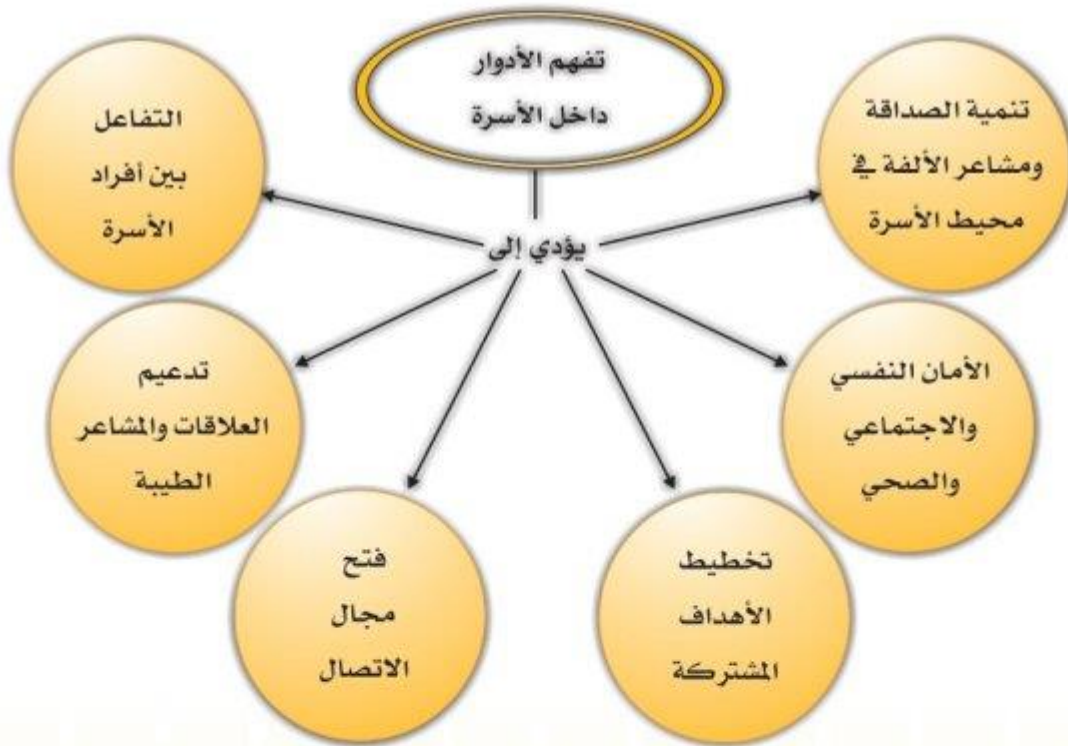 تفهم الأدوار
داخل الأسرة
يؤدي إلى
تنمية الصداقة
ومشاعر الألفة في
محيط الأسرة
الأمان النفسي
والاجتماعي
والصحي
تخطيط
الأهداف
المشتركة
فتح
مجال
الاتصال
تدعيم
العلاقات والمشاعر
الطيبة
التفاعل
بين أفراد
الأسرة